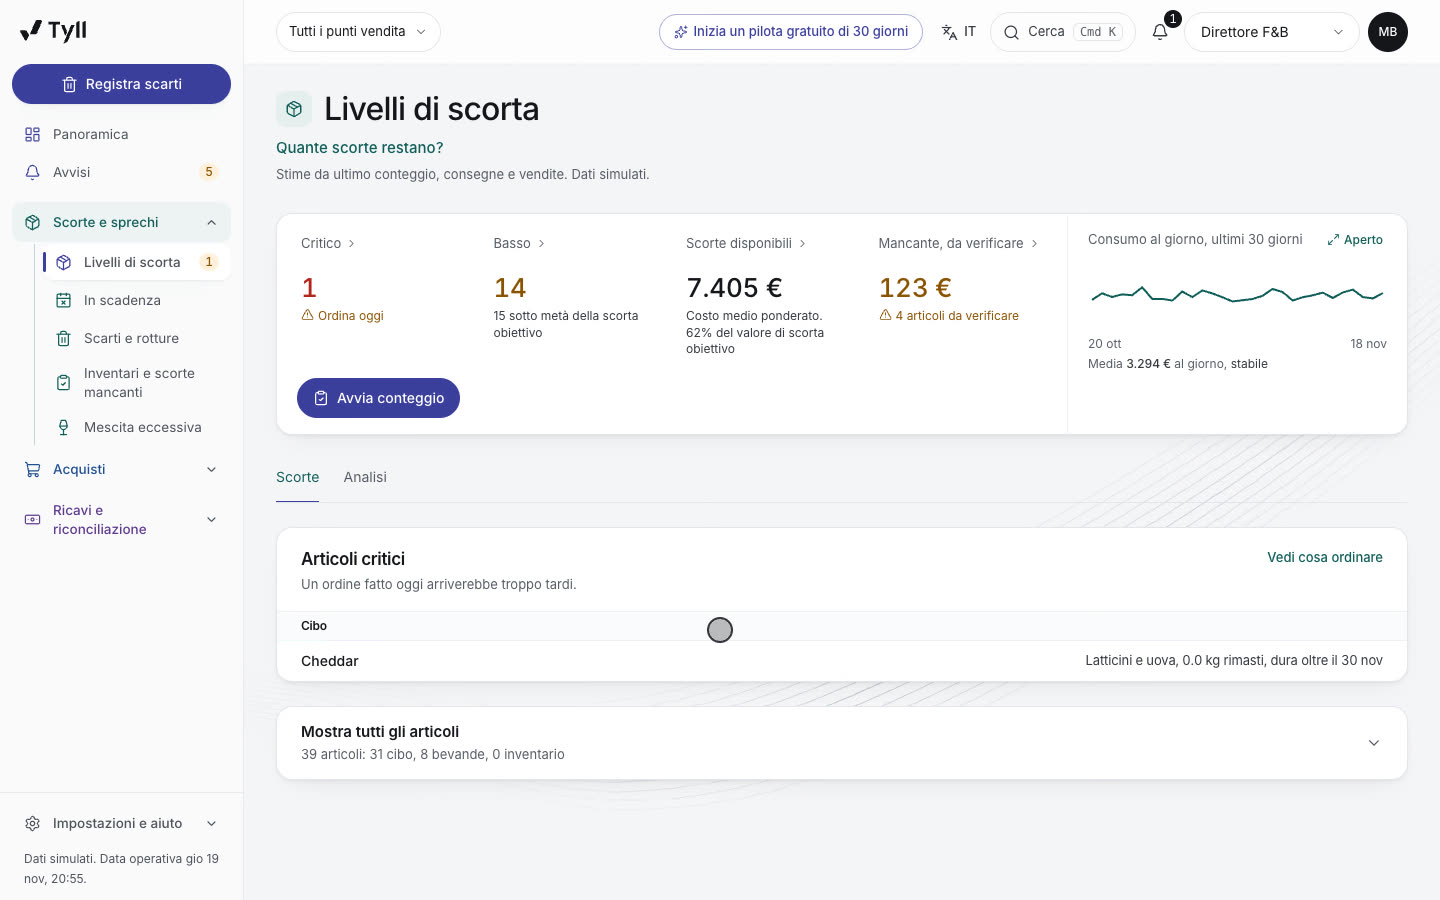 Tyll
Registra scarti
Panoramica
Avvisi
5
Scorte e sprechi
Livelli di scorta
1
In scadenza
Scarti e rotture
Inventari e scorte
mancanti
Mescita eccessiva
Acquisti
Ricavi e
riconciliazione
Impostazioni e aiuto
Dati simulati. Data operativa gio 19
nov, 20:55.
Tutti i punti vendita
Inizia un pilota gratuito di 30 giorni
IT
Cerca
Cmd K
1
Direttore F&B
MB
Livelli di scorta
Quante scorte restano?
Stime da ultimo conteggio, consegne e vendite. Dati simulati.
Critico
1
Ordina oggi
Basso
14
15 sotto metà della scorta
obiettivo
Scorte disponibili
7.405 €
Costo medio ponderato.
62% del valore di scorta
obiettivo
Mancante, da verificare
123 €
4 articoli da verificare
Avvia conteggio
Consumo al giorno, ultimi 30 giorni
Aperto
20 ott
18 nov
Media 3.294 € al giorno, stabile
Scorte
Analisi
Articoli critici
Vedi cosa ordinare
Un ordine fatto oggi arriverebbe troppo tardi.
Cibo
Cheddar
Latticini e uova, 0.0 kg rimasti, dura oltre il 30 nov
Mostra tutti gli articoli
39 articoli: 31 cibo, 8 bevande, 0 inventario